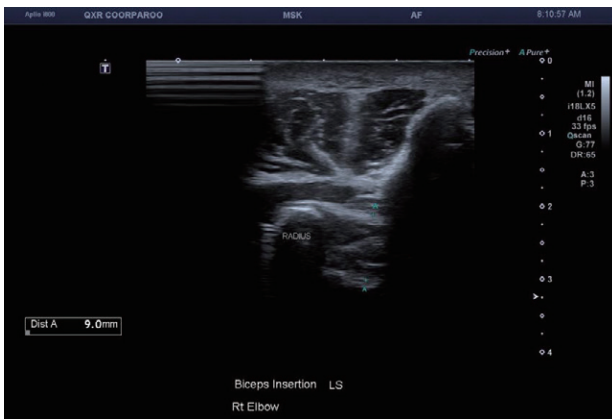 Aplio i800 QXR COORPAROO MSK AF 8:10:57 AM
Precision+ A Pure+
T
0
MI
(1.2)
i18LX5
d16
33 fps
Qscan
G:77
DR:65
A:3
P:3
1
2
RADIUS
3
Dist A 9.0mm
4
Biceps Insertion LS
Rt Elbow